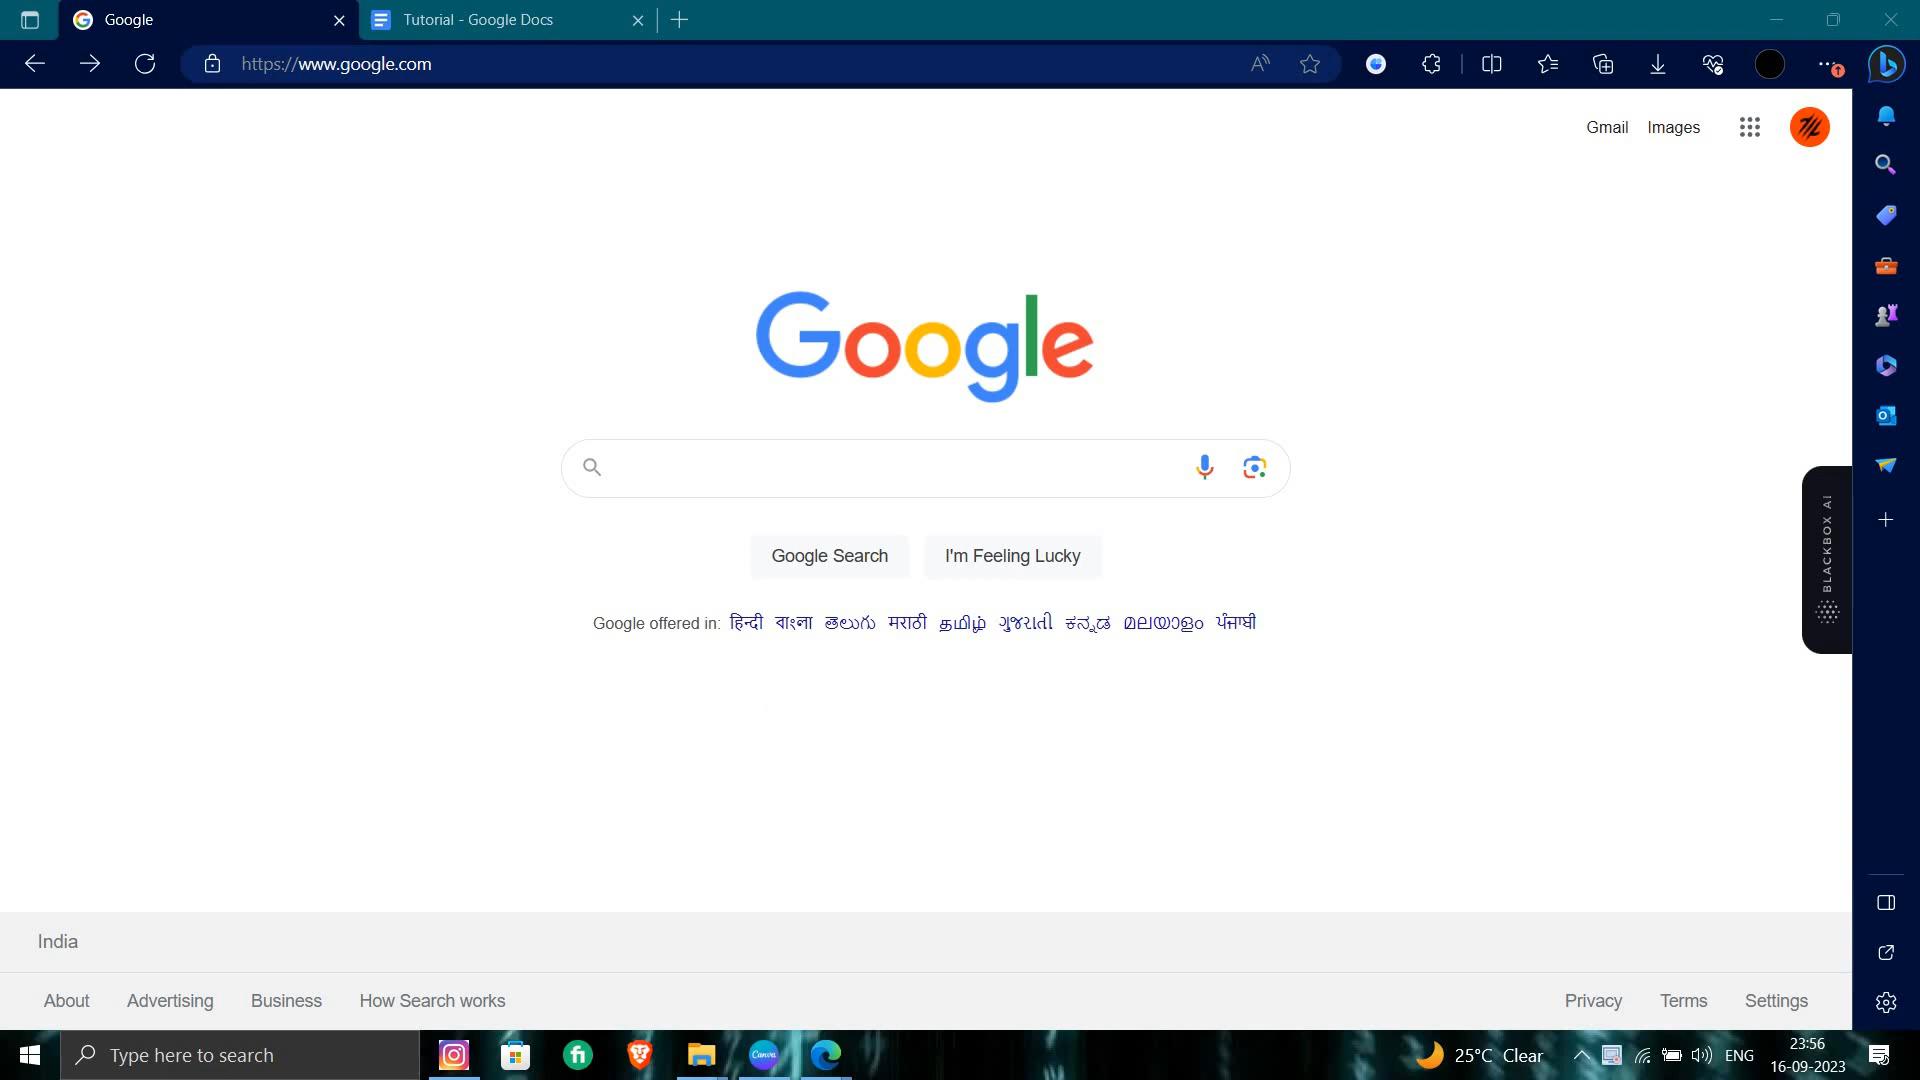 Google
Tutorial - Google Docs
https://www.google.com
Gmail Images
Google
Google Search I'm Feeling Lucky
Google offered in: हिन्दी বাংলা తెలుగు मराठी தமிழ் ગુજરાતી ಕನ್ನಡ മലയാളം ਪੰਜਾਬੀ
BLACKBOX AI
India
About Advertising Business How Search works Privacy Terms Settings
Type here to search
Canva
25°C Clear
ENG
23:56
16-09-2023